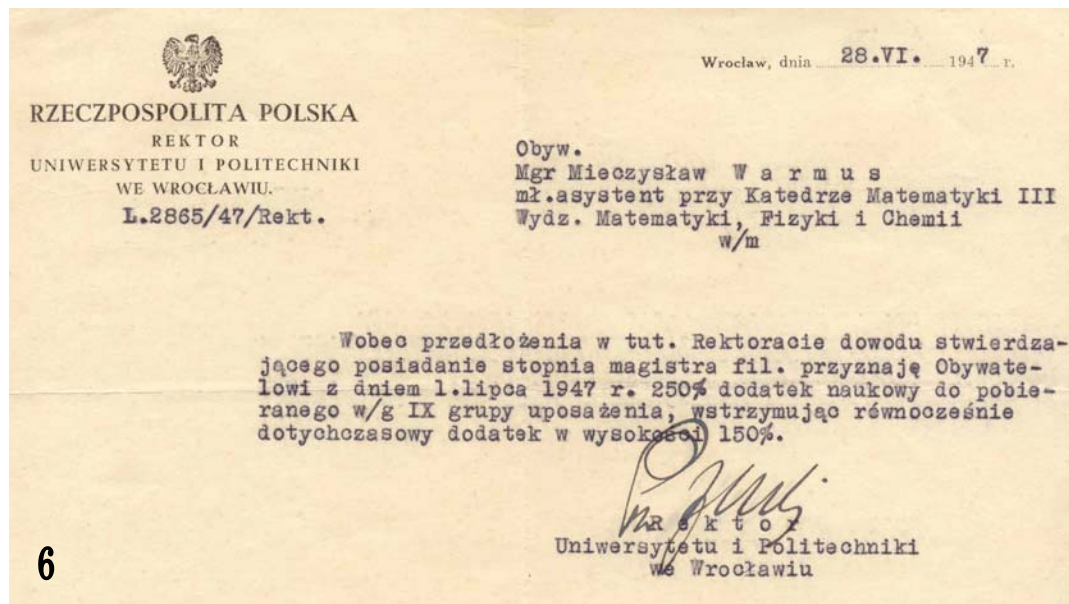 RZECZPOSPOLITA POLSKA
REKTOR
UNIWERSYTETU I POLITECHNIKI
WE WROCŁAWIU.
L.2865/47/Rekt.
Wrocław, dnia 28.VI. 1947 r.
Obyw.
Mgr Mieczysław W a r m u s
mł.asystent przy Katedrze Matematyki III
Wydz. Matematyki, Fizyki i Chemii
w/m
Wobec przedłożenia w tut. Rektoracie dowodu stwierdza-
jącego posiadanie stopnia magistra fil. przyznaję Obywate-
lowi z dniem 1.lipca 1947 r. 250% dodatek naukowy do pobie-
ranego w/g IX grupy uposażenia, wstrzymując równocześnie
dotychczasowy dodatek w wysokości 150%.
R e k t o r
Uniwersytetu i Politechniki
we Wrocławiu
6